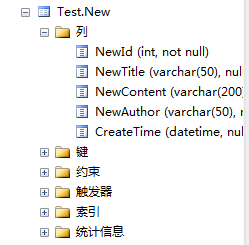 Test.New
列
NewId (int, not null)
NewTitle (varchar(50), nul
NewContent (varchar(200)
NewAuthor (varchar(50), n
CreateTime (datetime, nu
键
约束
触发器
索引
统计信息